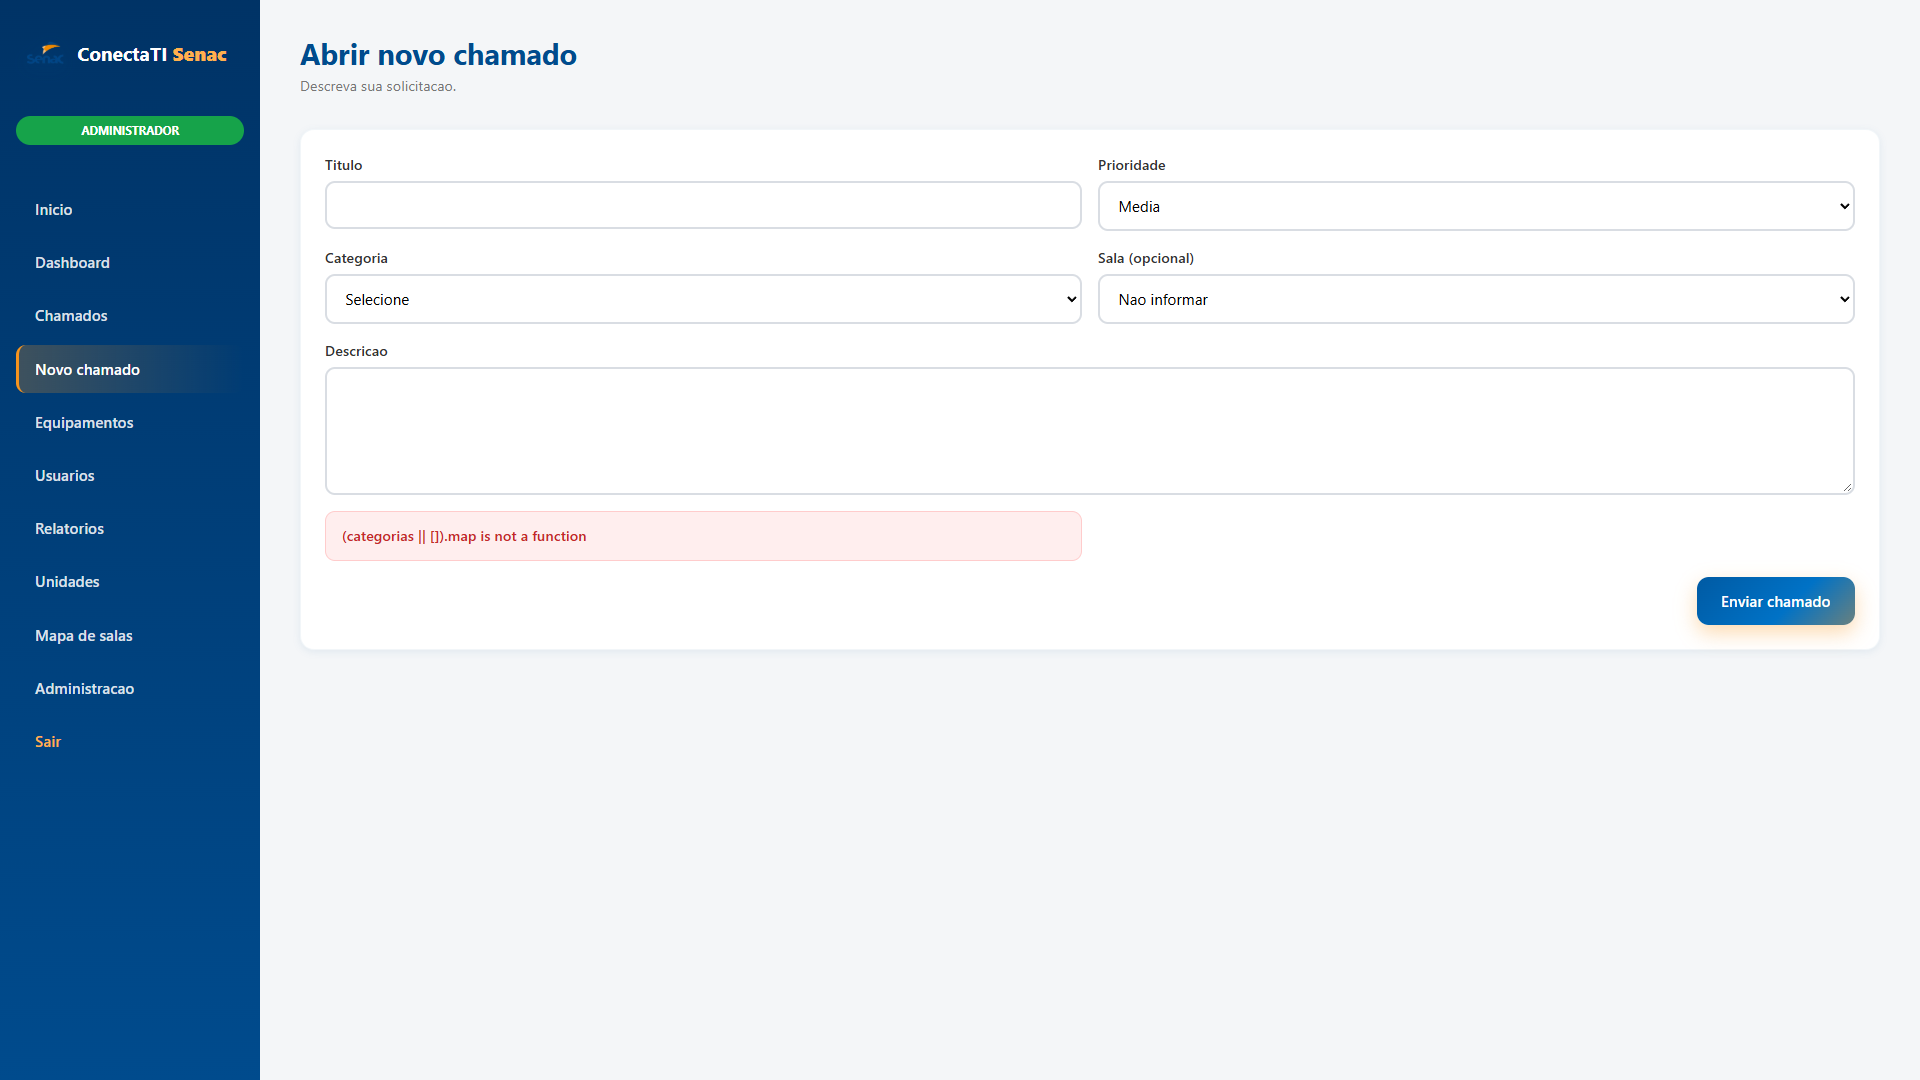 Senac
ConectaTI Senac
ADMINISTRADOR
Inicio
Dashboard
Chamados
Novo chamado
Equipamentos
Usuarios
Relatorios
Unidades
Mapa de salas
Administracao
Sair
Abrir novo chamado
Descreva sua solicitacao.
Titulo
Prioridade
Media
Categoria
Sala (opcional)
Selecione
Nao informar
Descricao
(categorias || []).map is not a function
Enviar chamado